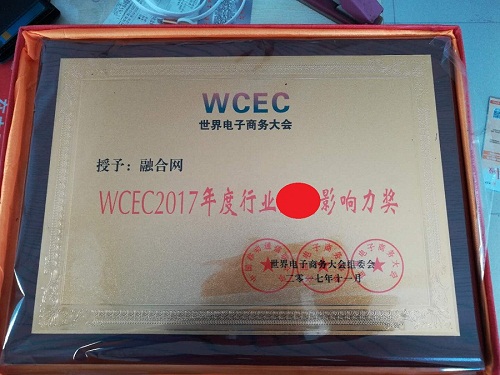 WCEC
世界电子商务大会
授予：融合网
WCEC2017年度行业影响力奖
世界电子商务大会组委会
二零一七年十一月